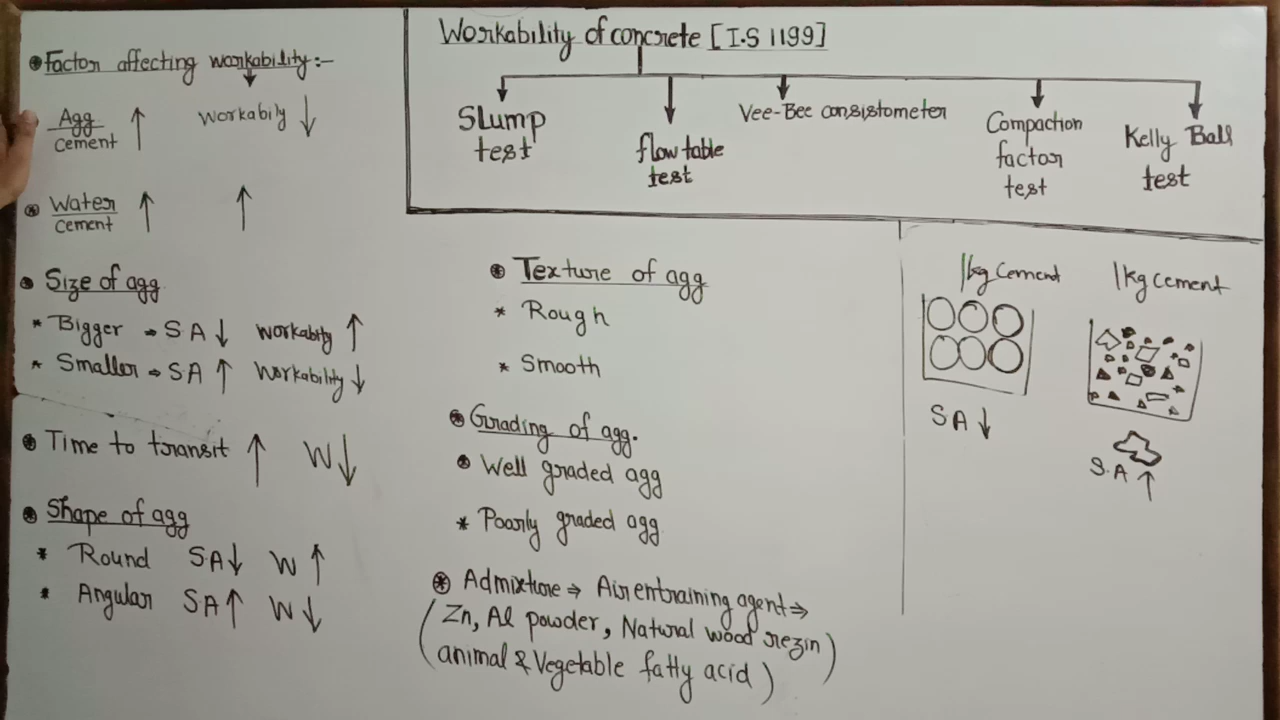 Workability of concrete [I.S 1199]
Slump
test
flow table
test
Vee-Bee consistometer
Compaction
factor
test
Kelly Ball
test
Factor affecting workability:-
Agg
cement ↑ Workabily ↓
Water
cement ↑ ↑
Size of agg
* Bigger → S.A ↓ workabity ↑
* Smaller → SA ↑ Workability ↓
Time to transit ↑ W ↓
Shape of agg
* Round S.A ↓ W ↑
* Angular SA ↑ W ↓
Texture of agg
* Rough
* Smooth
Grading of agg.
Well graded agg
* Poorly graded agg
Admixture ⇒ Air entraining agent ⇒
(Zn, Al powder, Natural wood rezin
animal & Vegetable fatty acid)
1kg Cement
SA ↓
1kg cement
S.A ↑